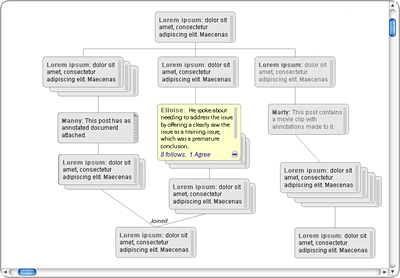 Lorem ipsum: dolor sit
amet, consectetur
adipiscing elit. Maecenas
Lorem ipsum: dolor sit
amet, consectetur
adipiscing elit. Maecenas
Lorem ipsum: dolor sit
amet, consectetur
adipiscing elit. Maecenas
Lorem ipsum: dolor sit
amet, consectetur
adipiscing elit. Maecenas
Manny: This post has an
annotated document
attached.
Elloise: He spoke about
needing to address the issue
by offering a clearly saw the
issue as a training issue,
which was a premature
conclusion.
8 follows, 1 Agree
Marly: This post contains
a movie clip with
annotations made to it.
Lorem ipsum: dolor sit
amet, consectetur
adipiscing elit. Maecenas
Lorem ipsum: dolor sit
amet, consectetur
adipiscing elit. Maecenas
Lorem ipsum: dolor sit
amet, consectetur
adipiscing elit. Maecenas
Joined
Lorem ipsum: dolor sit
amet, consectetur
adipiscing elit. Maecenas
Lorem ipsum: dolor sit
amet, consectetur
adipiscing elit. Maecenas